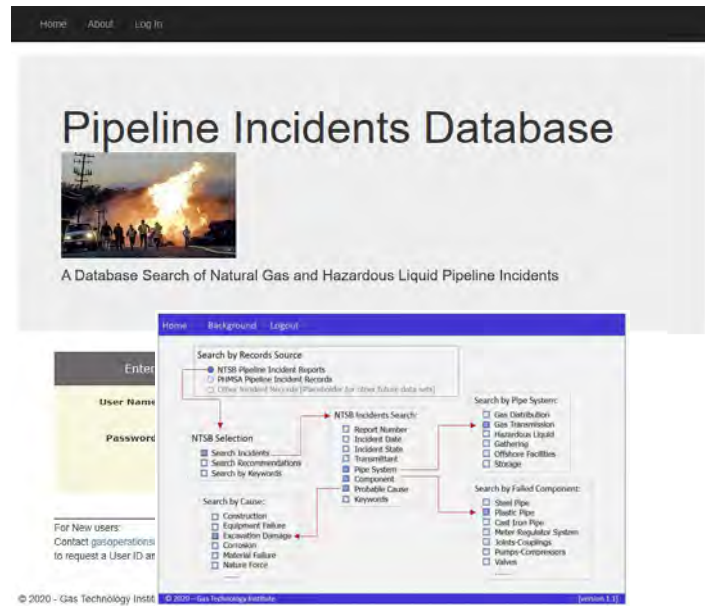 Home About Log In
Pipeline Incidents Database
A Database Search of Natural Gas and Hazardous Liquid Pipeline Incidents
Enter
User Name
Password
For New users:
Contact gasoperations
to request a User ID
© 2020 - Gas Technology
Home Background Logout
Search by Records Source
NTSB Pipeline Incident Reports
PHMSA Pipeline Incident Records
Other Incident Records [Placeholder for other future data sets]
NTSB Selection
Search Incidents
Search Recommendations
Search by Keywords
NTSB Incidents Search:
Report Number
Incident Date
Incident State
Transmittant
Pipe System
Component
Probable Cause
Keywords
Search by Pipe System:
Gas Distribution
Gas Transmission
Hazardous Liquid
Gathering
Offshore Facilities
Storage
Search by Cause:
Construction
Equipment Failure
Excavation Damage
Corrosion
Material Failure
Nature Force
......
Search by Failed Component:
Steel Pipe
Plastic Pipe
Cast Iron Pipe
Meter Regulator System
Joints-Couplings
Pumps-Compressors
Valves
......
© 2020 - Gas Technology Institute [version 1.1]